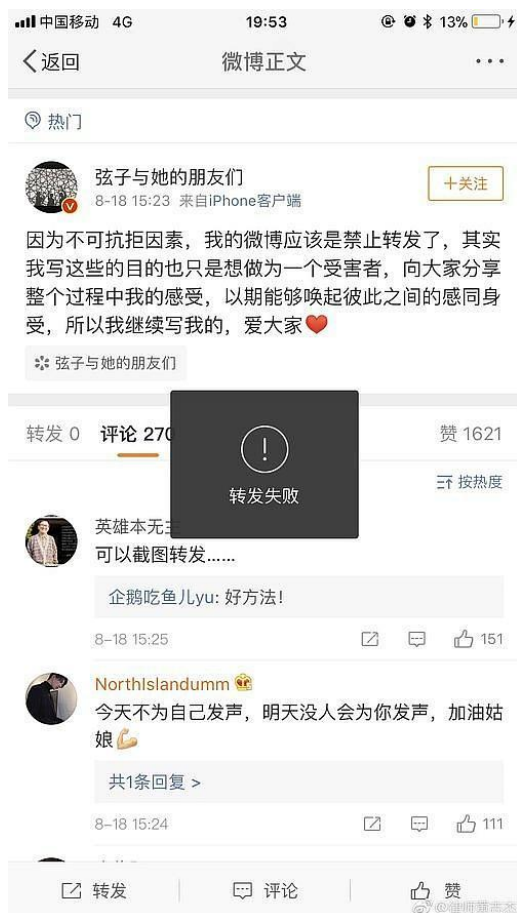 中国移动 4G 19:53 13%
返回 微博正文
热门
弦子与她的朋友们
+关注
8-18 15:23 来自iPhone客户端
因为不可抗拒因素，我的微博应该是禁止转发了，其实
我写这些的目的也只是想做为一个受害者，向大家分享
整个过程中我的感受，以期能够唤起彼此之间的感同身
受，所以我继续写我的，爱大家❤️
弦子与她的朋友们
转发 0 评论 270 赞 1621
转发失败
按热度
英雄本无主
可以截图转发……
企鹅吃鱼儿yu: 好方法！
8-18 15:25 151
NorthIslandumm
今天不为自己发声，明天没人会为你发声，加油姑
娘💪
共1条回复 >
8-18 15:24 111
转发 评论 赞